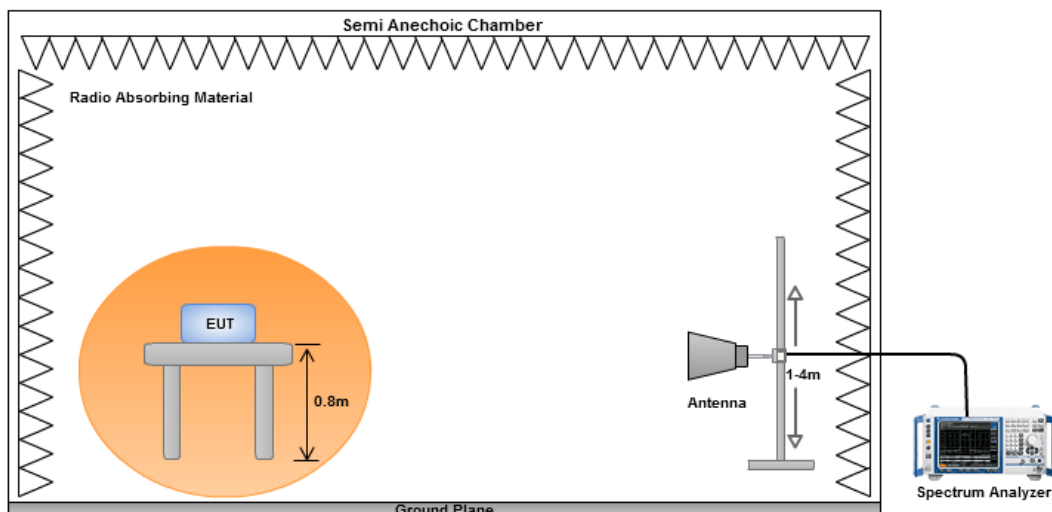 Semi Anechoic Chamber
Radio Absorbing Material
EUT
0.8m
1-4m
Antenna
Spectrum Analyzer
Ground Plane